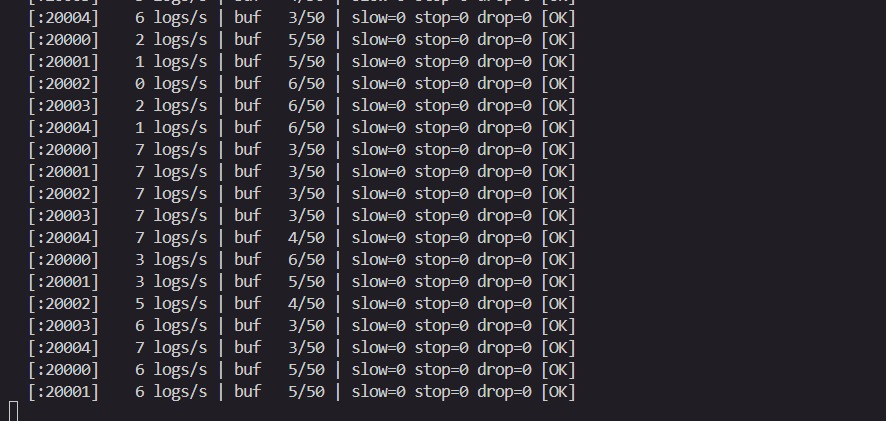 [:20004]    6 logs/s | buf   3/50 | slow=0 stop=0 drop=0 [OK]
[:20000]    2 logs/s | buf   5/50 | slow=0 stop=0 drop=0 [OK]
[:20001]    1 logs/s | buf   5/50 | slow=0 stop=0 drop=0 [OK]
[:20002]    0 logs/s | buf   6/50 | slow=0 stop=0 drop=0 [OK]
[:20003]    2 logs/s | buf   6/50 | slow=0 stop=0 drop=0 [OK]
[:20004]    1 logs/s | buf   6/50 | slow=0 stop=0 drop=0 [OK]
[:20000]    7 logs/s | buf   3/50 | slow=0 stop=0 drop=0 [OK]
[:20001]    7 logs/s | buf   3/50 | slow=0 stop=0 drop=0 [OK]
[:20002]    7 logs/s | buf   3/50 | slow=0 stop=0 drop=0 [OK]
[:20003]    7 logs/s | buf   3/50 | slow=0 stop=0 drop=0 [OK]
[:20004]    7 logs/s | buf   4/50 | slow=0 stop=0 drop=0 [OK]
[:20000]    3 logs/s | buf   6/50 | slow=0 stop=0 drop=0 [OK]
[:20001]    3 logs/s | buf   5/50 | slow=0 stop=0 drop=0 [OK]
[:20002]    5 logs/s | buf   4/50 | slow=0 stop=0 drop=0 [OK]
[:20003]    6 logs/s | buf   3/50 | slow=0 stop=0 drop=0 [OK]
[:20004]    7 logs/s | buf   3/50 | slow=0 stop=0 drop=0 [OK]
[:20000]    6 logs/s | buf   5/50 | slow=0 stop=0 drop=0 [OK]
[:20001]    6 logs/s | buf   5/50 | slow=0 stop=0 drop=0 [OK]